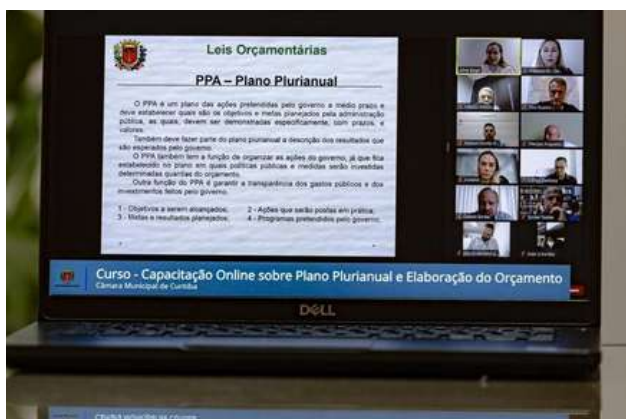 Leis Orçamentárias
PPA – Plano Plurianual
O PPA é um plano das ações pretendidas pelo governo a médio prazo e
deve estabelecer quais são os objetivos e metas planejados pela administração
pública, as quais, devem ser demonstradas especificamente, com prazos, e
valores.
Também deve fazer parte do plano plurianual a descrição dos resultados que
são esperados pelo governo.
O PPA também tem a função de organizar as ações do governo, já que fica
estabelecido no plano em quais políticas públicas e medidas serão investidas
determinadas quantias do orçamento.
Outra função do PPA é garantir a transparência dos gastos públicos e dos
investimentos feitos pelo governo.
1 - Objetivos a serem alcançados; 2 - Ações que serão postas em prática;
3 - Metas e resultados planejados; 4 - Programas pretendidos pelo governo;
Curso - Capacitação Online sobre Plano Plurianual e Elaboração do Orçamento
Câmara Municipal de Curitiba
DELL